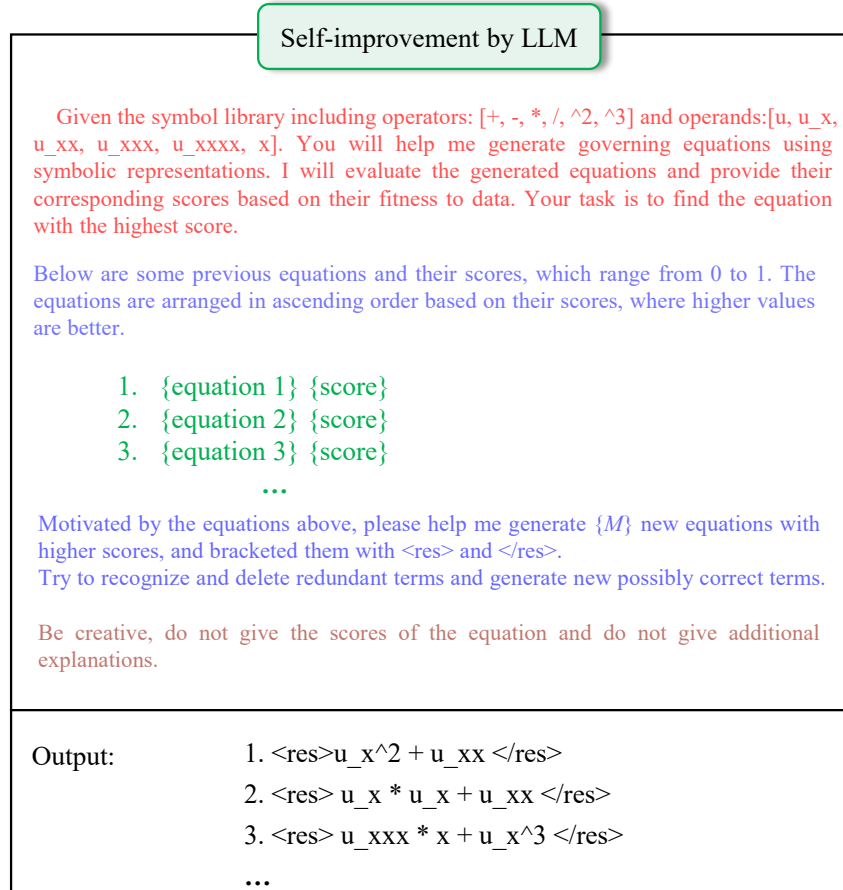 Self-improvement by LLM
Given the symbol library including operators: [+, -, *, /, ^2, ^3] and operands:[u, u_x,
u_xx, u_xxx, u_xxxx, x]. You will help me generate governing equations using
symbolic representations. I will evaluate the generated equations and provide their
corresponding scores based on their fitness to data. Your task is to find the equation
with the highest score.
Below are some previous equations and their scores, which range from 0 to 1. The
equations are arranged in ascending order based on their scores, where higher values
are better.
1. {equation 1} {score}
2. {equation 2} {score}
3. {equation 3} {score}
...
Motivated by the equations above, please help me generate {M} new equations with
higher scores, and bracketed them with <res> and </res>.
Try to recognize and delete redundant terms and generate new possibly correct terms.
Be creative, do not give the scores of the equation and do not give additional
explanations.
Output:
1. <res>u_x^2 + u_xx </res>
2. <res> u_x * u_x + u_xx </res>
3. <res> u_xxx * x + u_x^3 </res>
...